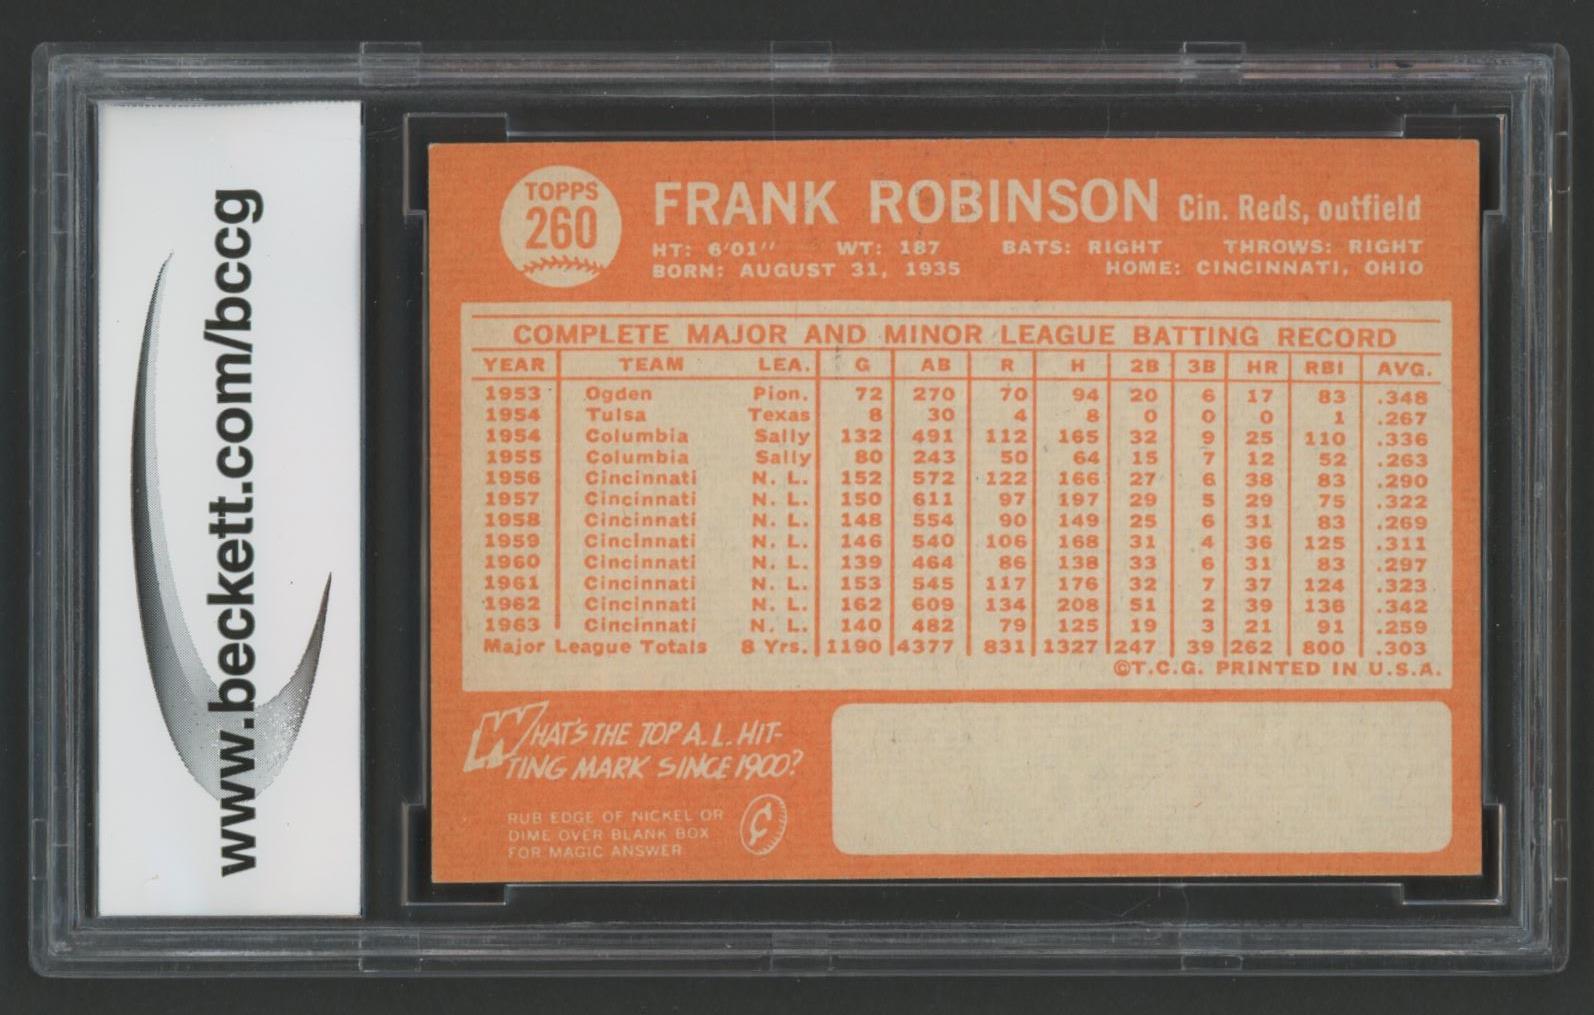 www.beckett.com/bccg
TOPPS
260
FRANK ROBINSON Cin. Reds, outfield
HT: 6'01" WT: 187 BATS: RIGHT THROWS: RIGHT
BORN: AUGUST 31, 1935 HOME: CINCINNATI, OHIO
COMPLETE MAJOR AND MINOR LEAGUE BATTING RECORD
YEAR TEAM LEA. G AB R H 2B 3B HR RBI AVG.
1953 Ogden Pion. 72 270 70 94 20 6 17 83 .348
1954 Tulsa Texas 8 30 4 8 0 0 0 1 .267
1954 Columbia Sally 132 491 112 165 32 9 25 110 .336
1955 Columbia Sally 80 243 50 64 15 7 12 52 .263
1956 Cincinnati N. L. 152 572 122 166 27 6 38 83 .290
1957 Cincinnati N. L. 150 611 97 197 29 5 29 75 .322
1958 Cincinnati N. L. 148 554 90 149 25 6 31 83 .269
1959 Cincinnati N. L. 146 540 106 168 31 4 36 125 .311
1960 Cincinnati N. L. 139 464 86 138 33 6 31 83 .297
1961 Cincinnati N. L. 153 545 117 176 32 7 37 124 .323
1962 Cincinnati N. L. 162 609 134 208 51 2 39 136 .342
1963 Cincinnati N. L. 140 482 79 125 19 3 21 91 .259
Major League Totals 8 Yrs. 1190 4377 831 1327 247 39 262 800 .303
©T.C.G. PRINTED IN U.S.A.
WHAT'S THE TOP A.L. HIT-
TING MARK SINCE 1900?
RUB EDGE OF NICKEL OR
DIME OVER BLANK BOX
FOR MAGIC ANSWER
¢